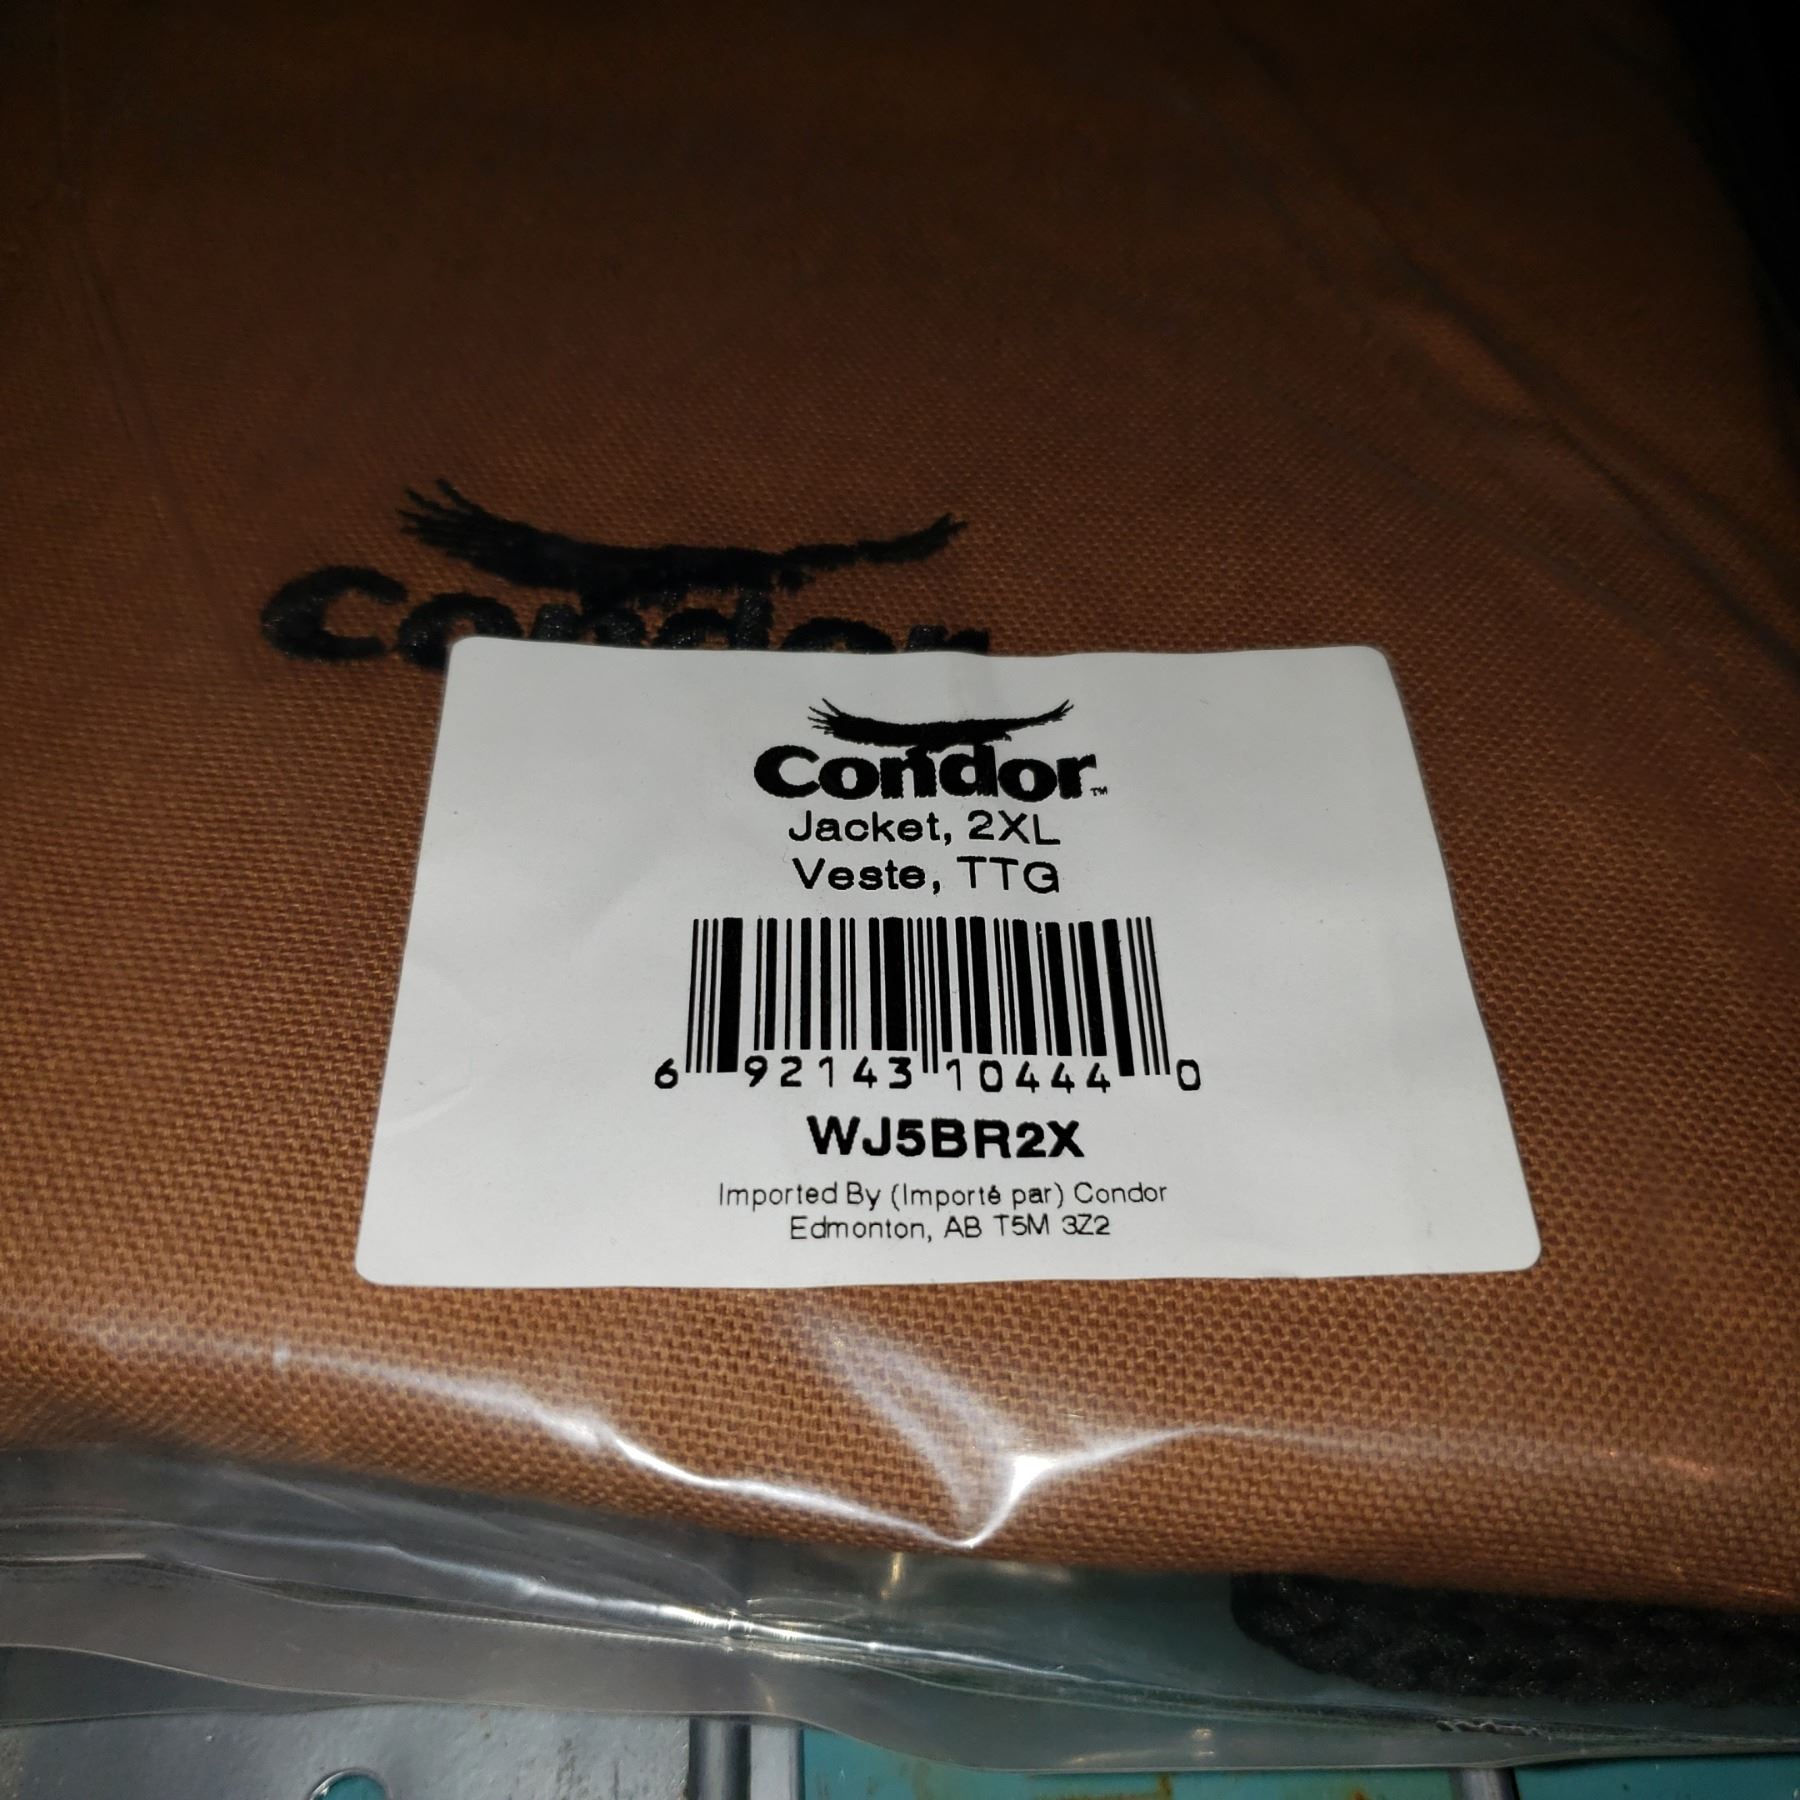 Condor
Condor™
Jacket, 2XL
Veste, TTG
6 92143 10444 0
WJ5BR2X
Imported By (Importé par) Condor
Edmonton, AB T5M 3Z2